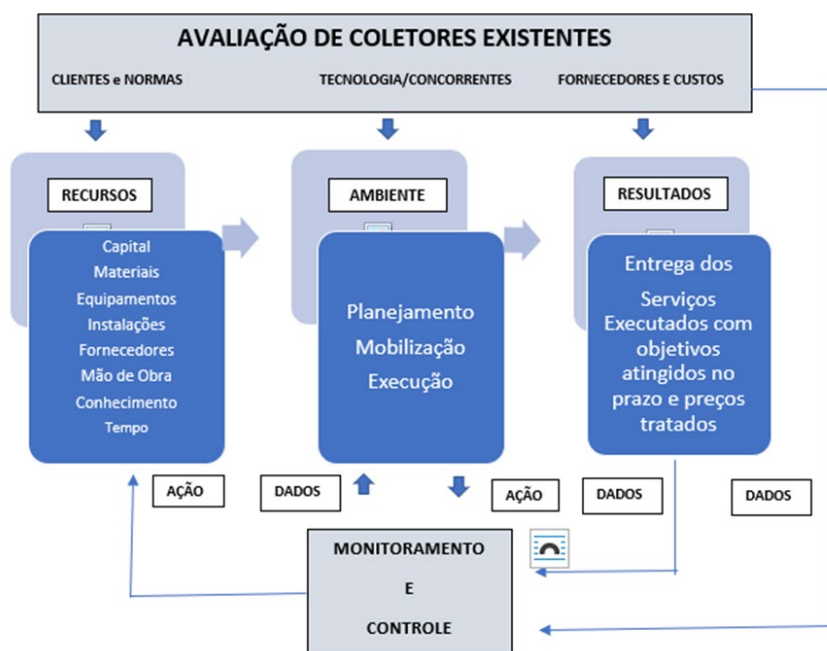 AVALIAÇÃO DE COLETORES EXISTENTES
CLIENTES e NORMAS
TECNOLOGIA/CONCORRENTES
FORNECEDORES E CUSTOS
RECURSOS
Capital
Materiais
Equipamentos
Instalações
Fornecedores
Mão de Obra
Conhecimento
Tempo
AMBIENTE
Planejamento
Mobilização
Execução
RESULTADOS
Entrega dos
Serviços
Executados com
objetivos
atingidos no
prazo e preços
tratados
AÇÃO
DADOS
AÇÃO
DADOS
DADOS
MONITORAMENTO
E
CONTROLE